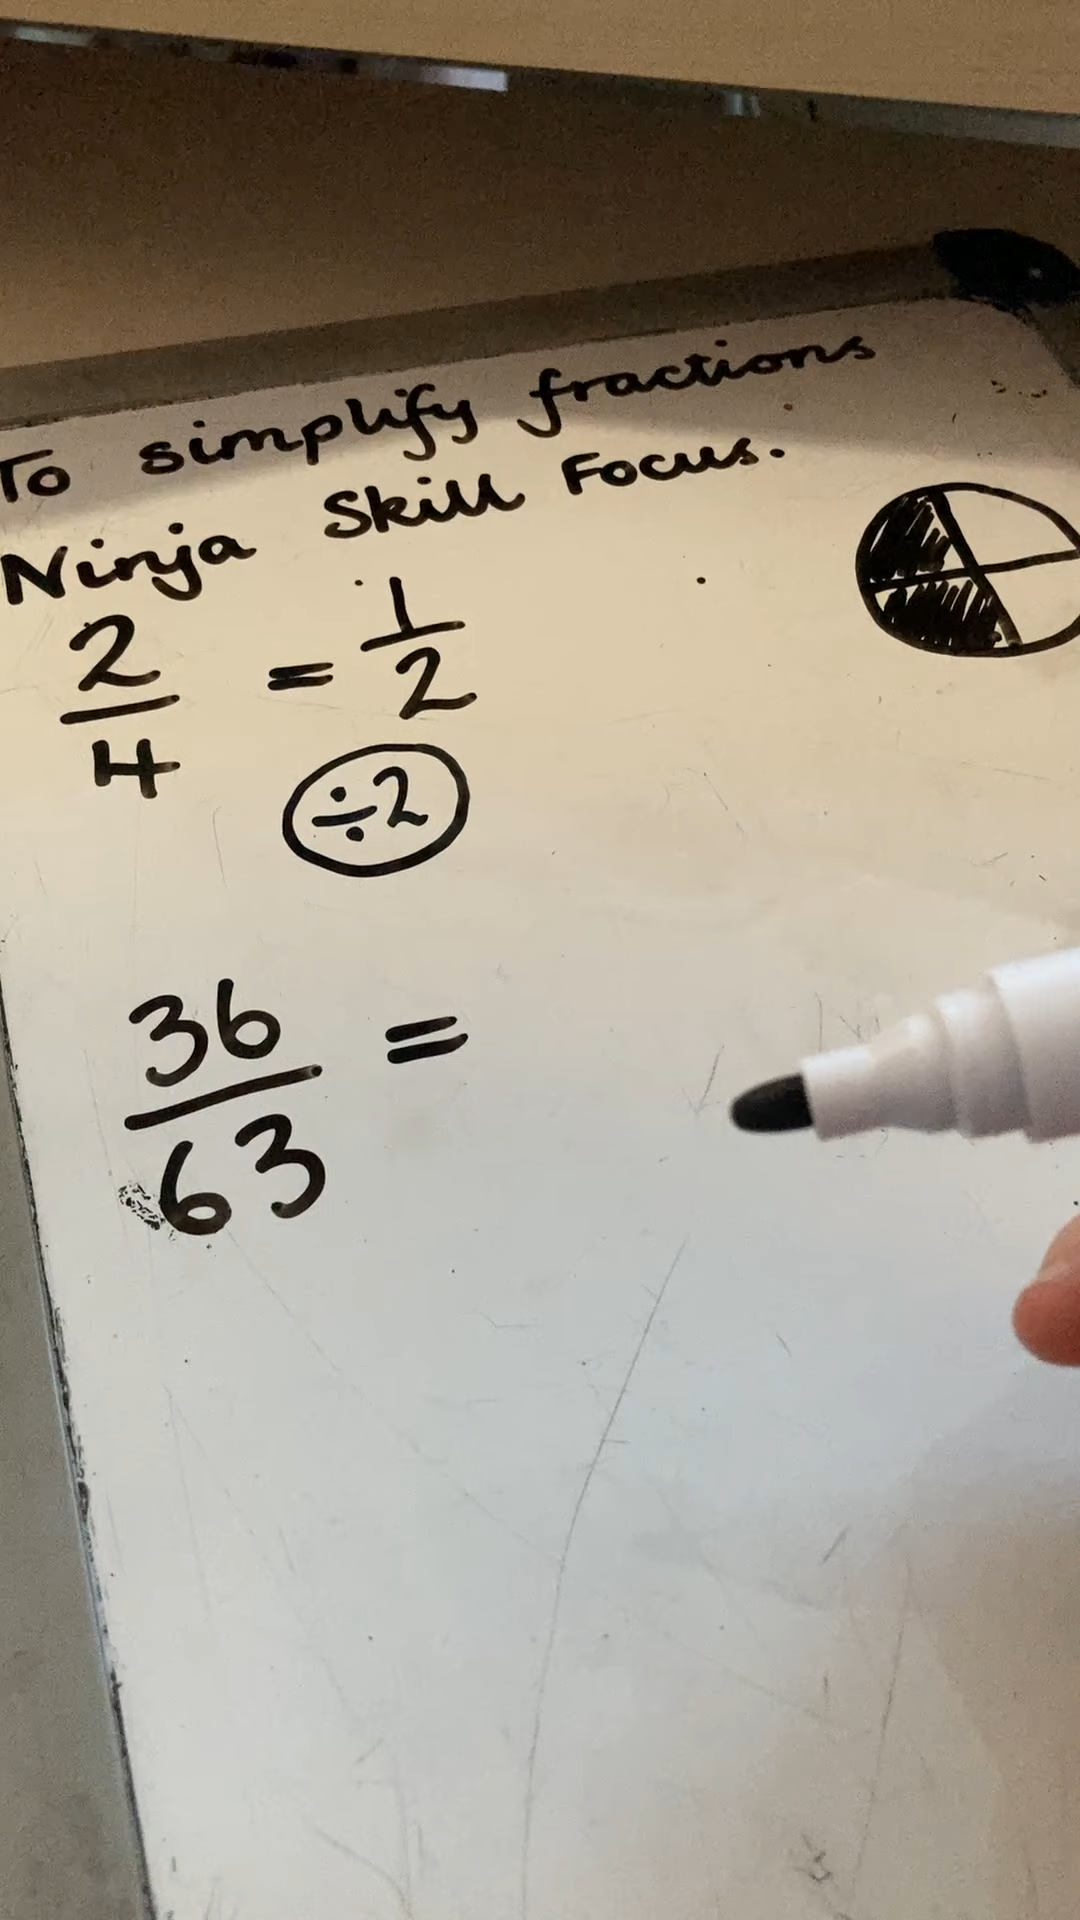 To simplify fractions
Ninja Skill Focus.
2/4 = 1/2
÷2
36/63 =